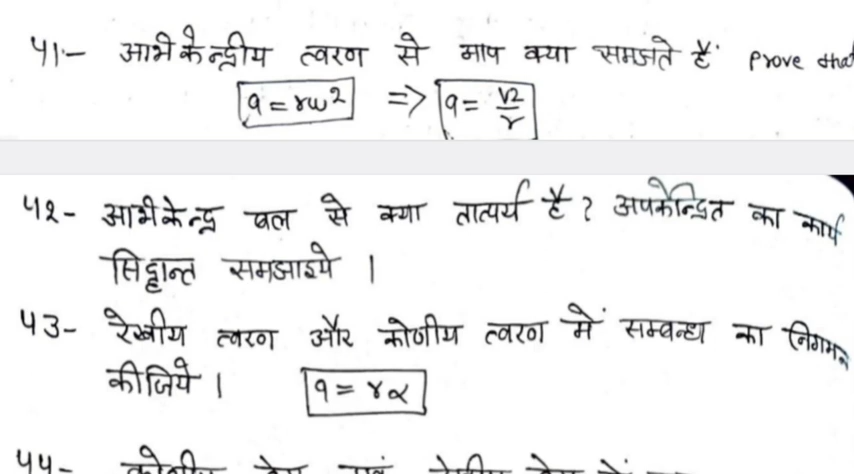 41- अभिकेन्द्रीय त्वरण से आप क्या समझते हैं Prove that
a = rω² => a = v²/r
42- अभिकेन्द्र बल से क्या तात्पर्य है ? अपकेन्द्रित का कार्य
सिद्धान्त समझाइये |
43- रेखीय त्वरण और कोणीय त्वरण में सम्बन्ध का निगमन
कीजिये | a = rα
44-